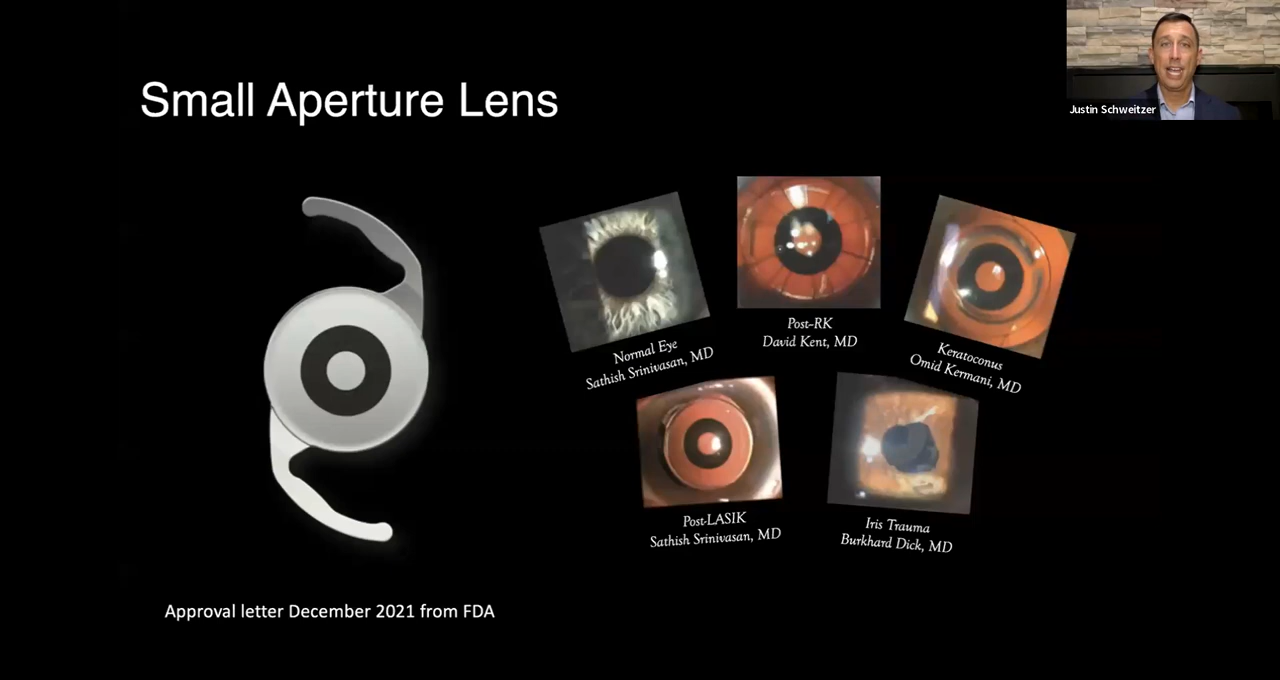 Small Aperture Lens
Justin Schweitzer
Normal Eye
Sathish Srinivasan, MD
Post-RK
David Kent, MD
Keratoconus
Omid Kermani, MD
Post-LASIK
Sathish Srinivasan, MD
Iris Trauma
Burkhard Dick, MD
Approval letter December 2021 from FDA